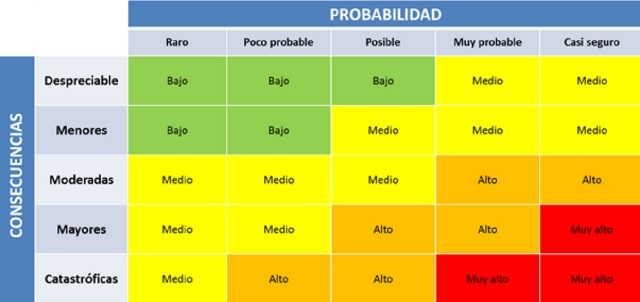 PROBABILIDAD
Raro Poco probable Posible Muy probable Casi seguro
CONSECUENCIAS
Despreciable Bajo Bajo Bajo Medio Medio
Menores Bajo Bajo Medio Medio Medio
Moderadas Medio Medio Medio Alto Alto
Mayores Medio Medio Alto Alto Muy alto
Catastróficas Medio Alto Alto Muy alto Muy alto